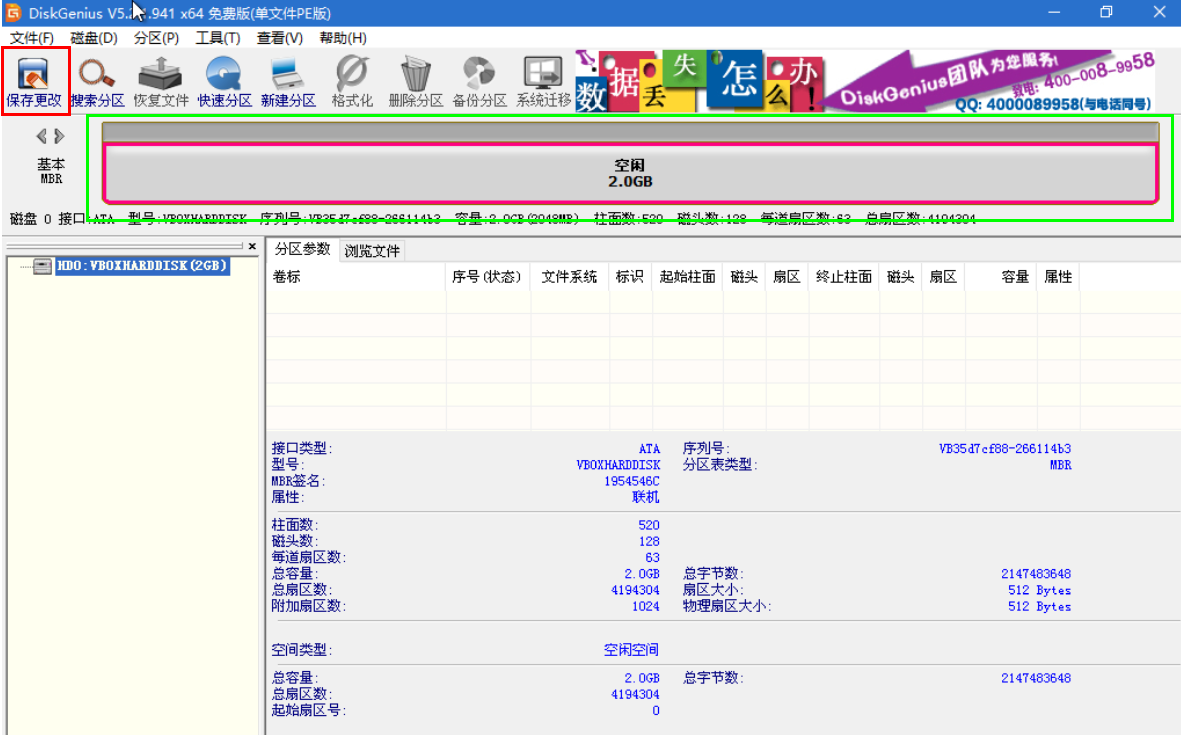 DiskGenius V5. .941 x64 免费版(单文件PE版)
文件(F) 磁盘(D) 分区(P) 工具(T) 查看(V) 帮助(H)
保存更改 搜索分区 恢复文件 快速分区 新建分区 格式化 删除分区 备份分区 系统迁移
数据丢失怎么办!
DiskGenius团队为您服务!
致电: 400-008-9958
QQ: 4000089958(与电话同号)
基本
MBR
空闲
2.0GB
磁盘 0 接口:ATA 型号:VBOXHARDDISK 序列号:VB35d7cf88-266114b3 容量:2.0GB(2048MB) 柱面数:520 磁头数:128 每道扇区数:63 总扇区数:4194304
HD0:VBOXHARDDISK(2GB)
分区参数 浏览文件
卷标 序号(状态) 文件系统 标识 起始柱面 磁头 扇区 终止柱面 磁头 扇区 容量 属性
接口类型: ATA 序列号: VB35d7cf88-266114b3
型号: VBOXHARDDISK 分区表类型: MBR
MBR签名: 1954546C
属性: 联机
柱面数: 520
磁头数: 128
每道扇区数: 63
总容量: 2.0GB 总字节数: 2147483648
总扇区数: 4194304 扇区大小: 512 Bytes
附加扇区数: 1024 物理扇区大小: 512 Bytes
空间类型: 空闲空间
总容量: 2.0GB 总字节数: 2147483648
总扇区数: 4194304
起始扇区号: 0